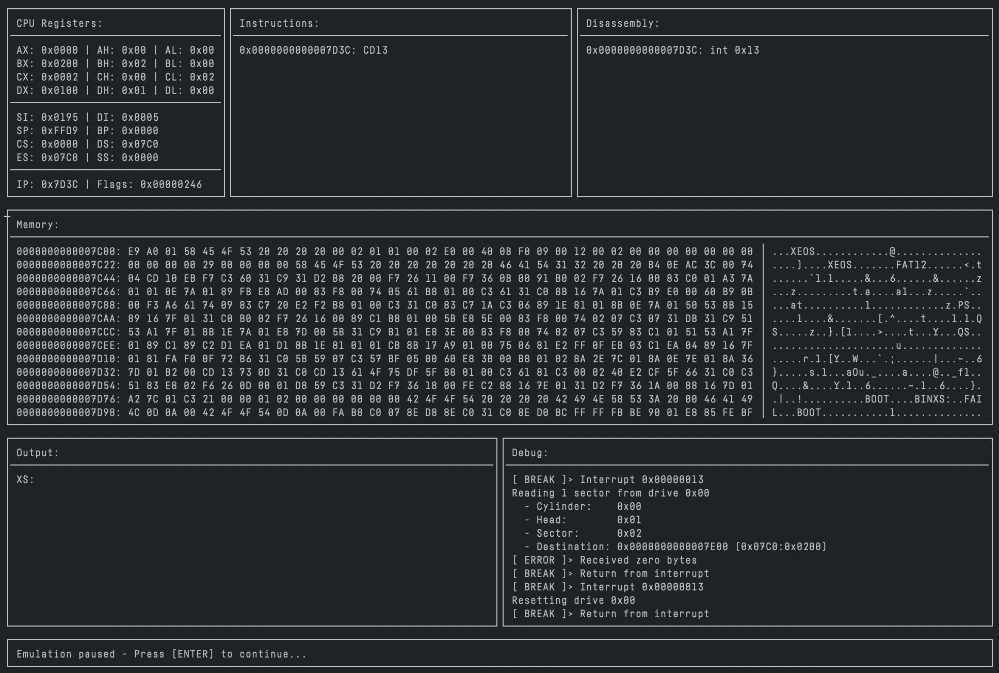 CPU Registers:
AX: 0x0000 | AH: 0x00 | AL: 0x00
BX: 0x0200 | BH: 0x02 | BL: 0x00
CX: 0x0002 | CH: 0x00 | CL: 0x02
DX: 0x0100 | DH: 0x01 | DL: 0x00
SI: 0x0195 | DI: 0x0005
SP: 0xFFD9 | BP: 0x0000
CS: 0x0000 | DS: 0x07C0
ES: 0x07C0 | SS: 0x0000
IP: 0x7D3C | Flags: 0x00000246
Instructions:
0x0000000000007D3C: CD13
Disassembly:
0x0000000000007D3C: int 0x13
Memory:
0000000000007C00: E9 A0 01 58 45 4F 53 20 20 20 20 00 02 01 01 00 02 E0 00 40 0B F0 09 00 12 00 02 00 00 00 00 00 00 00 ...XEOS............@..............
0000000000007C22: 00 00 00 00 29 00 00 00 00 58 45 4F 53 20 20 20 20 20 20 20 46 41 54 31 32 20 20 20 B4 0E AC 3C 00 74 ....]....XEOS.......FAT12......<.t
0000000000007C44: 04 CD 10 EB F7 C3 60 31 C9 31 D2 B8 20 00 F7 26 11 00 F7 36 0B 00 91 B0 02 F7 26 16 00 83 C0 01 A3 7A ......`1.1.....&...6......&......z
0000000000007C66: 01 01 0E 7A 01 89 FB E8 AD 00 83 F8 00 74 05 61 B8 01 00 C3 61 31 C0 8B 16 7A 01 C3 B9 E0 00 60 B9 0B ...z.........t.a....a1...z.....`..
0000000000007C88: 00 F3 A6 61 74 09 83 C7 20 E2 F2 B8 01 00 C3 31 C0 83 C7 1A C3 06 89 1E 81 01 8B 0E 7A 01 50 53 8B 15 ...at..........1............z.PS..
0000000000007CAA: 89 16 7F 01 31 C0 B0 02 F7 26 16 00 89 C1 B8 01 00 5B E8 5E 00 83 F8 00 74 02 07 C3 07 31 DB 31 C9 51 ....1....&.......[.^....t....1.1.Q
0000000000007CCC: 53 A1 7F 01 8B 1E 7A 01 E8 7D 00 5B 31 C9 B1 01 E8 3E 00 83 F8 00 74 02 07 C3 59 83 C1 01 51 53 A1 7F S.....z..}.[1....>....t...Y...QS..
0000000000007CEE: 01 89 C1 89 C2 D1 EA 01 D1 8B 1E 81 01 01 CB 8B 17 A9 01 00 75 06 81 E2 FF 0F EB 03 C1 EA 04 89 16 7F ....................u.............
0000000000007D10: 01 81 FA F0 0F 72 B6 31 C0 5B 59 07 C3 57 BF 05 00 60 E8 3B 00 B8 01 02 8A 2E 7C 01 8A 0E 7E 01 8A 36 .....r.1.[Y..W...`.;......|...~..6
0000000000007D32: 7D 01 B2 00 CD 13 73 0D 31 C0 CD 13 61 4F 75 DF 5F B8 01 00 C3 61 81 C3 00 02 40 E2 CF 5F 66 31 C0 C3 }.....s.1...aOu._....a....@.._f1..
0000000000007D54: 51 83 E8 02 F6 26 0D 00 01 D8 59 C3 31 D2 F7 36 18 00 FE C2 88 16 7E 01 31 D2 F7 36 1A 00 88 16 7D 01 Q....&....Y.1..6......~.1..6....}.
0000000000007D76: A2 7C 01 C3 21 00 00 01 02 00 00 00 00 00 00 42 4F 4F 54 20 20 20 20 42 49 4E 58 53 3A 20 00 46 41 49 .|..!..........BOOT....BINXS:..FAI
0000000000007D98: 4C 0D 0A 00 42 4F 4F 54 0D 0A 00 FA B8 C0 07 8E D8 8E C0 31 C0 8E D0 BC FF FF FB BE 90 01 E8 85 FE BF L...BOOT...........1..............
Output:
XS:
Debug:
[ BREAK ]> Interrupt 0x00000013
Reading 1 sector from drive 0x00
- Cylinder: 0x00
- Head: 0x01
- Sector: 0x02
- Destination: 0x0000000000007E00 [0x07C0:0x0200]
[ ERROR ]> Received zero bytes
[ BREAK ]> Return from interrupt
[ BREAK ]> Interrupt 0x00000013
Resetting drive 0x00
[ BREAK ]> Return from interrupt
Emulation paused - Press [ENTER] to continue...